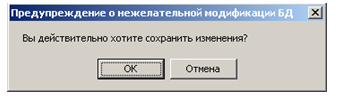 Предупреждение о нежелательной модификации БД
Вы действительно хотите сохранить изменения?
OK Отмена